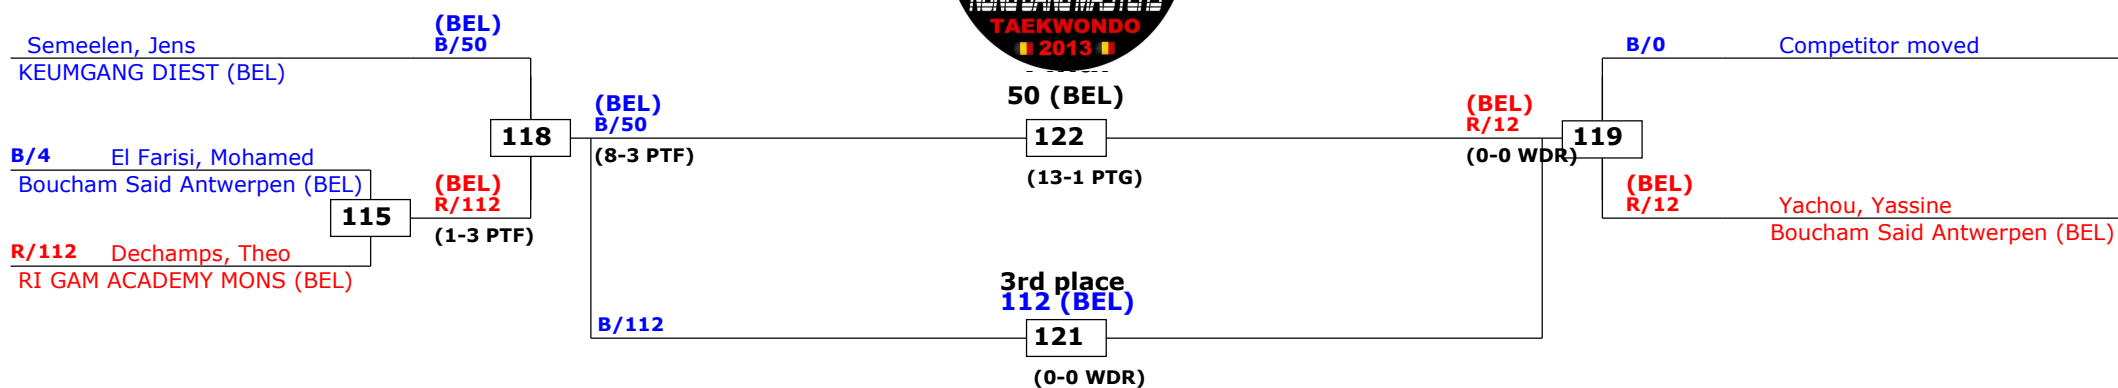 TAEKWONDO
2013
(BEL)
Semeelen, Jens B/50
KEUMGANG DIEST (BEL)
B/0 Competitor moved
50 (BEL)
(BEL)
B/50
(BEL)
R/12
118
122
119
(8-3 PTF)
(0-0 WDR)
B/4 El Farisi, Mohamed
Boucham Said Antwerpen (BEL)
(13-1 PTG)
(BEL)
R/112
(BEL)
R/12 Yachou, Yassine
115
Boucham Said Antwerpen (BEL)
(1-3 PTF)
R/112 Dechamps, Theo
RI GAM ACADEMY MONS (BEL)
3rd place
112 (BEL)
B/112
121
(0-0 WDR)